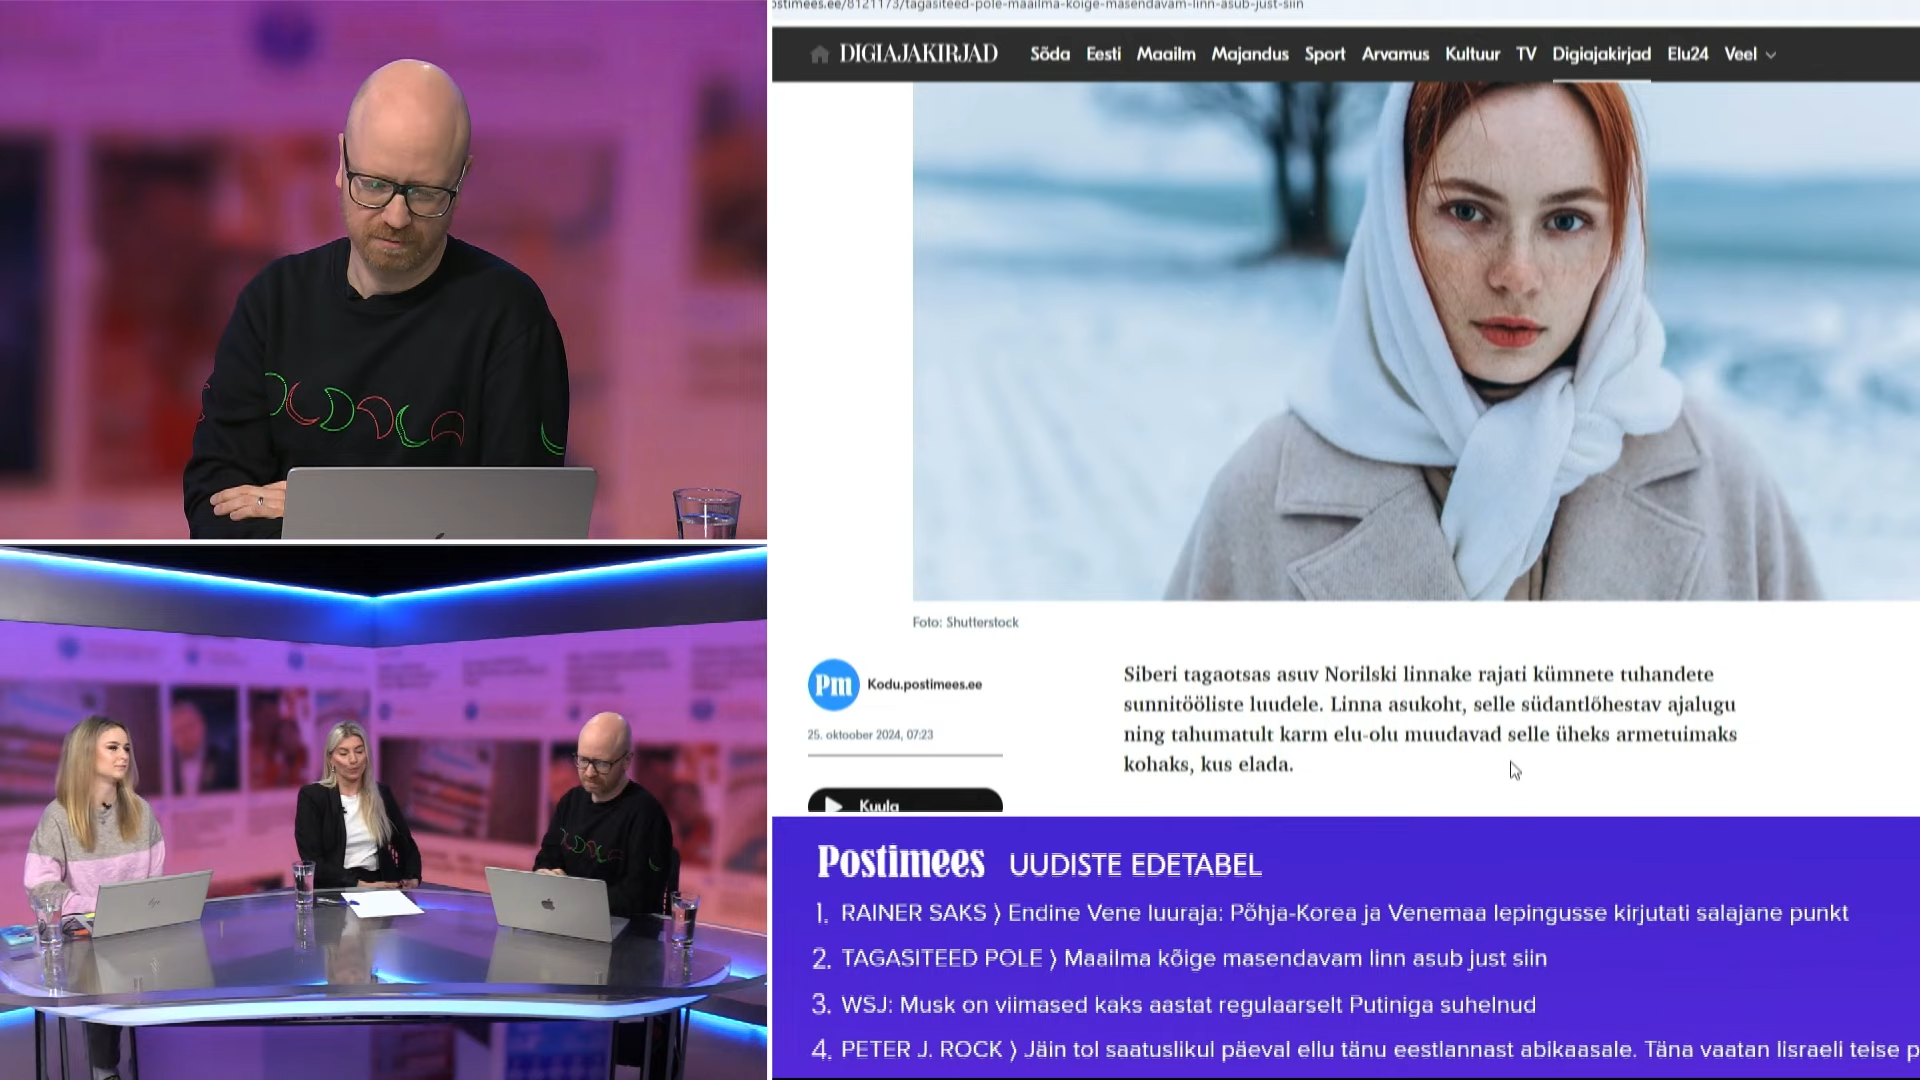 ostimees.ee/8121173/tagasiteed-pole-maailma-koige-masendavam-linn-asub-just-siin
DIGIAJAKIRJAD Sõda Eesti Maailm Majandus Sport Arvamus Kultuur TV Digiajakirjad Elu24 Veel
Foto: Shutterstock
Pm Kodu.postimees.ee
25. oktoober 2024, 07:23
Kuula
Siberi tagaotsas asuv Norilski linnake rajati kümnete tuhandete
sunnitööliste luudele. Linna asukoht, selle südantlõhestav ajalugu
ning tahumatult karm elu-olu muudavad selle üheks armetuimaks
kohaks, kus elada.
Postimees UUDISTE EDETABEL
1. RAINER SAKS ⟩ Endine Vene luuraja: Põhja-Korea ja Venemaa lepingusse kirjutati salajane punkt
2. TAGASITEED POLE ⟩ Maailma kõige masendavam linn asub just siin
3. WSJ: Musk on viimased kaks aastat regulaarselt Putiniga suhelnud
4. PETER J. ROCK ⟩ Jäin tol saatuslikul päeval ellu tänu eestlannast abikaasale. Täna vaatan Iisraeli teise p